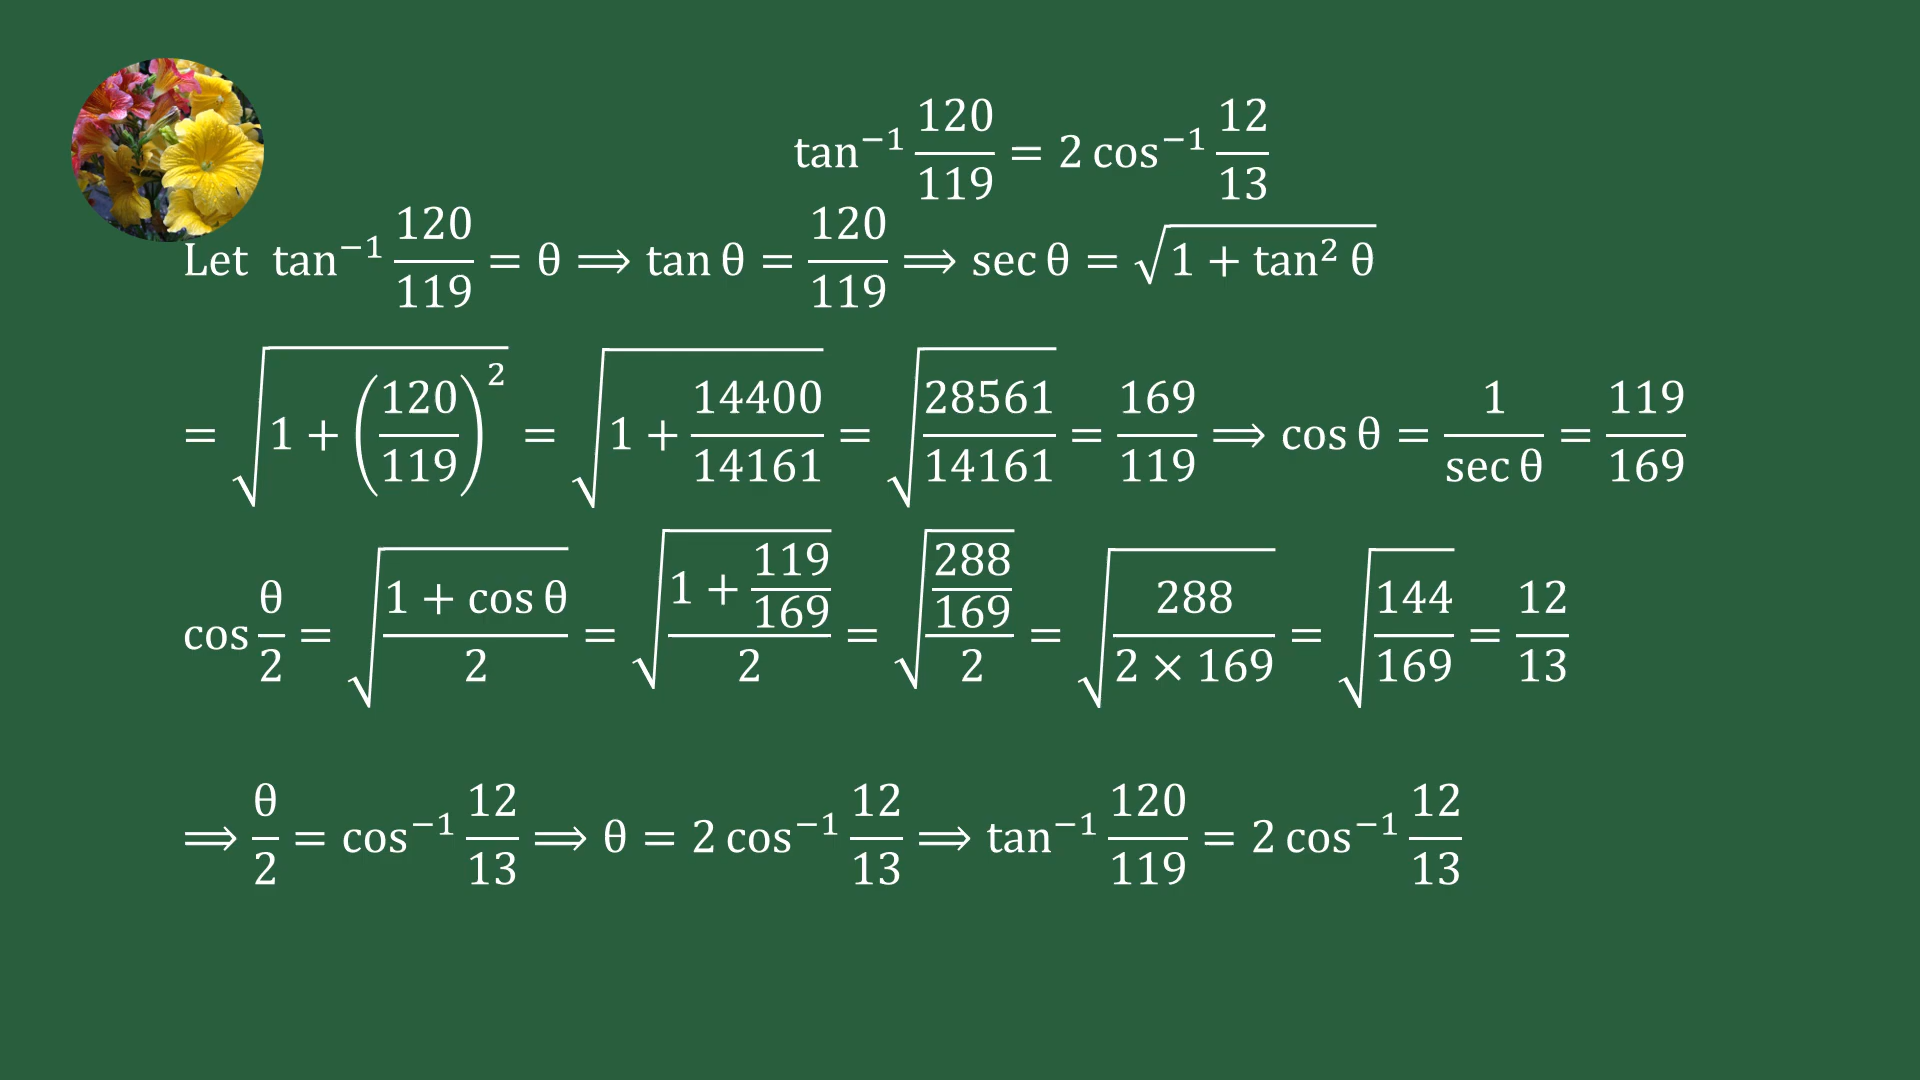 tan⁻¹ 120/119 = 2 cos⁻¹ 12/13
Let tan⁻¹ 120/119 = θ ⟹ tan θ = 120/119 ⟹ sec θ = √(1 + tan² θ)
= √(1 + (120/119)²) = √(1 + 14400/14161) = √(28561/14161) = 169/119 ⟹ cos θ = 1/sec θ = 119/169
cos θ/2 = √((1 + cos θ)/2) = √((1 + 119/169)/2) = √((288/169)/2) = √(288/(2 × 169)) = √(144/169) = 12/13
⟹ θ/2 = cos⁻¹ 12/13 ⟹ θ = 2 cos⁻¹ 12/13 ⟹ tan⁻¹ 120/119 = 2 cos⁻¹ 12/13